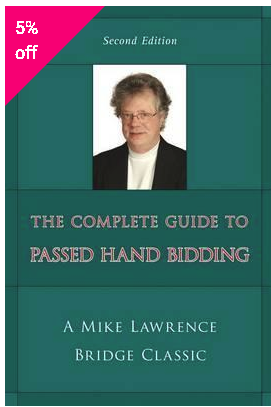 5%
off
Second Edition
THE COMPLETE GUIDE TO
PASSED HAND BIDDING
A MIKE LAWRENCE
BRIDGE CLASSIC